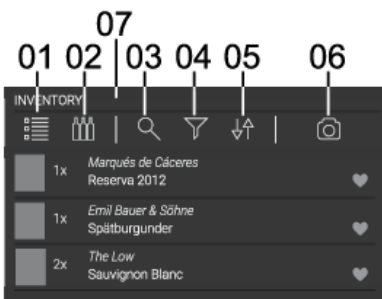 07
01 02 03 04 05 06
INVENTORY
1x Marqués de Cáceres
Reserva 2012
1x Emil Bauer & Söhne
Spätburgunder
2x The Low
Sauvignon Blanc